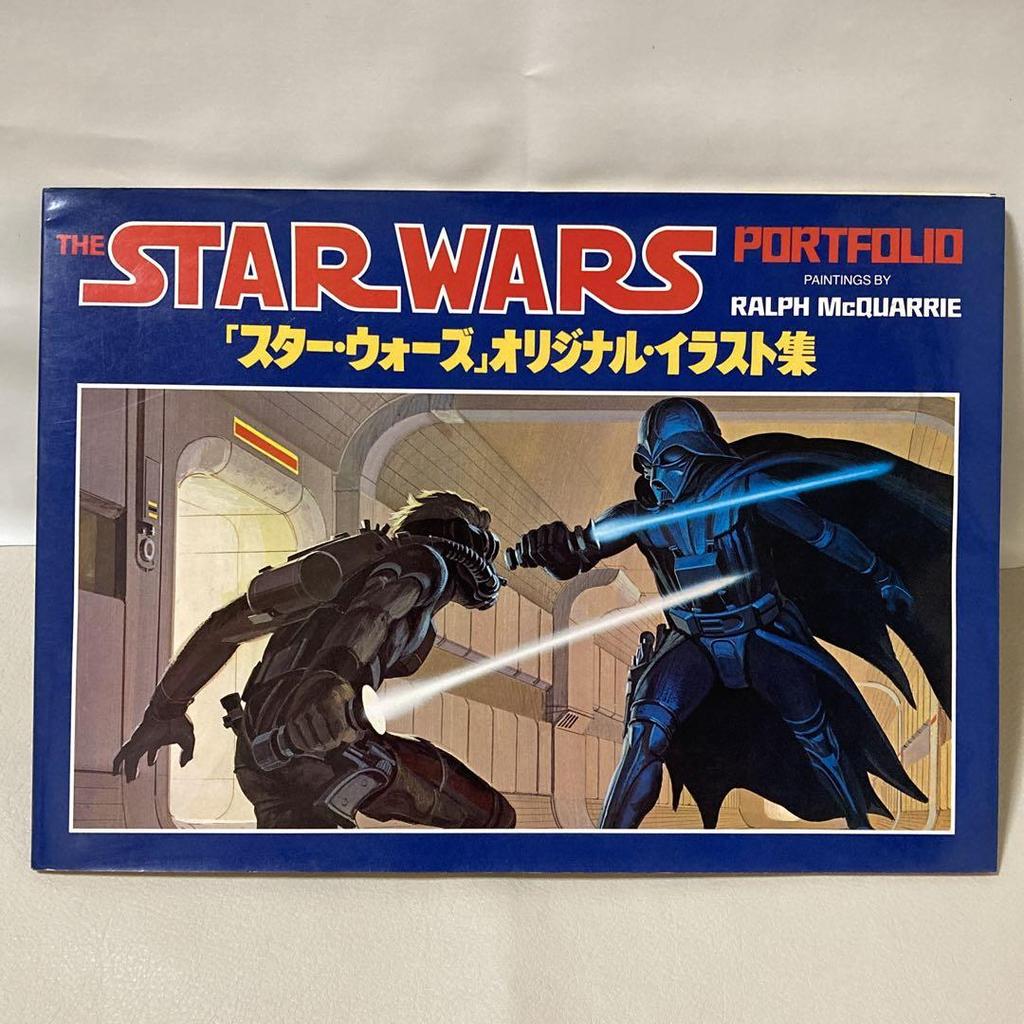 THE STAR WARS PORTFOLIO
PAINTINGS BY
RALPH McQUARRIE
「スター・ウォーズ」オリジナル・イラスト集